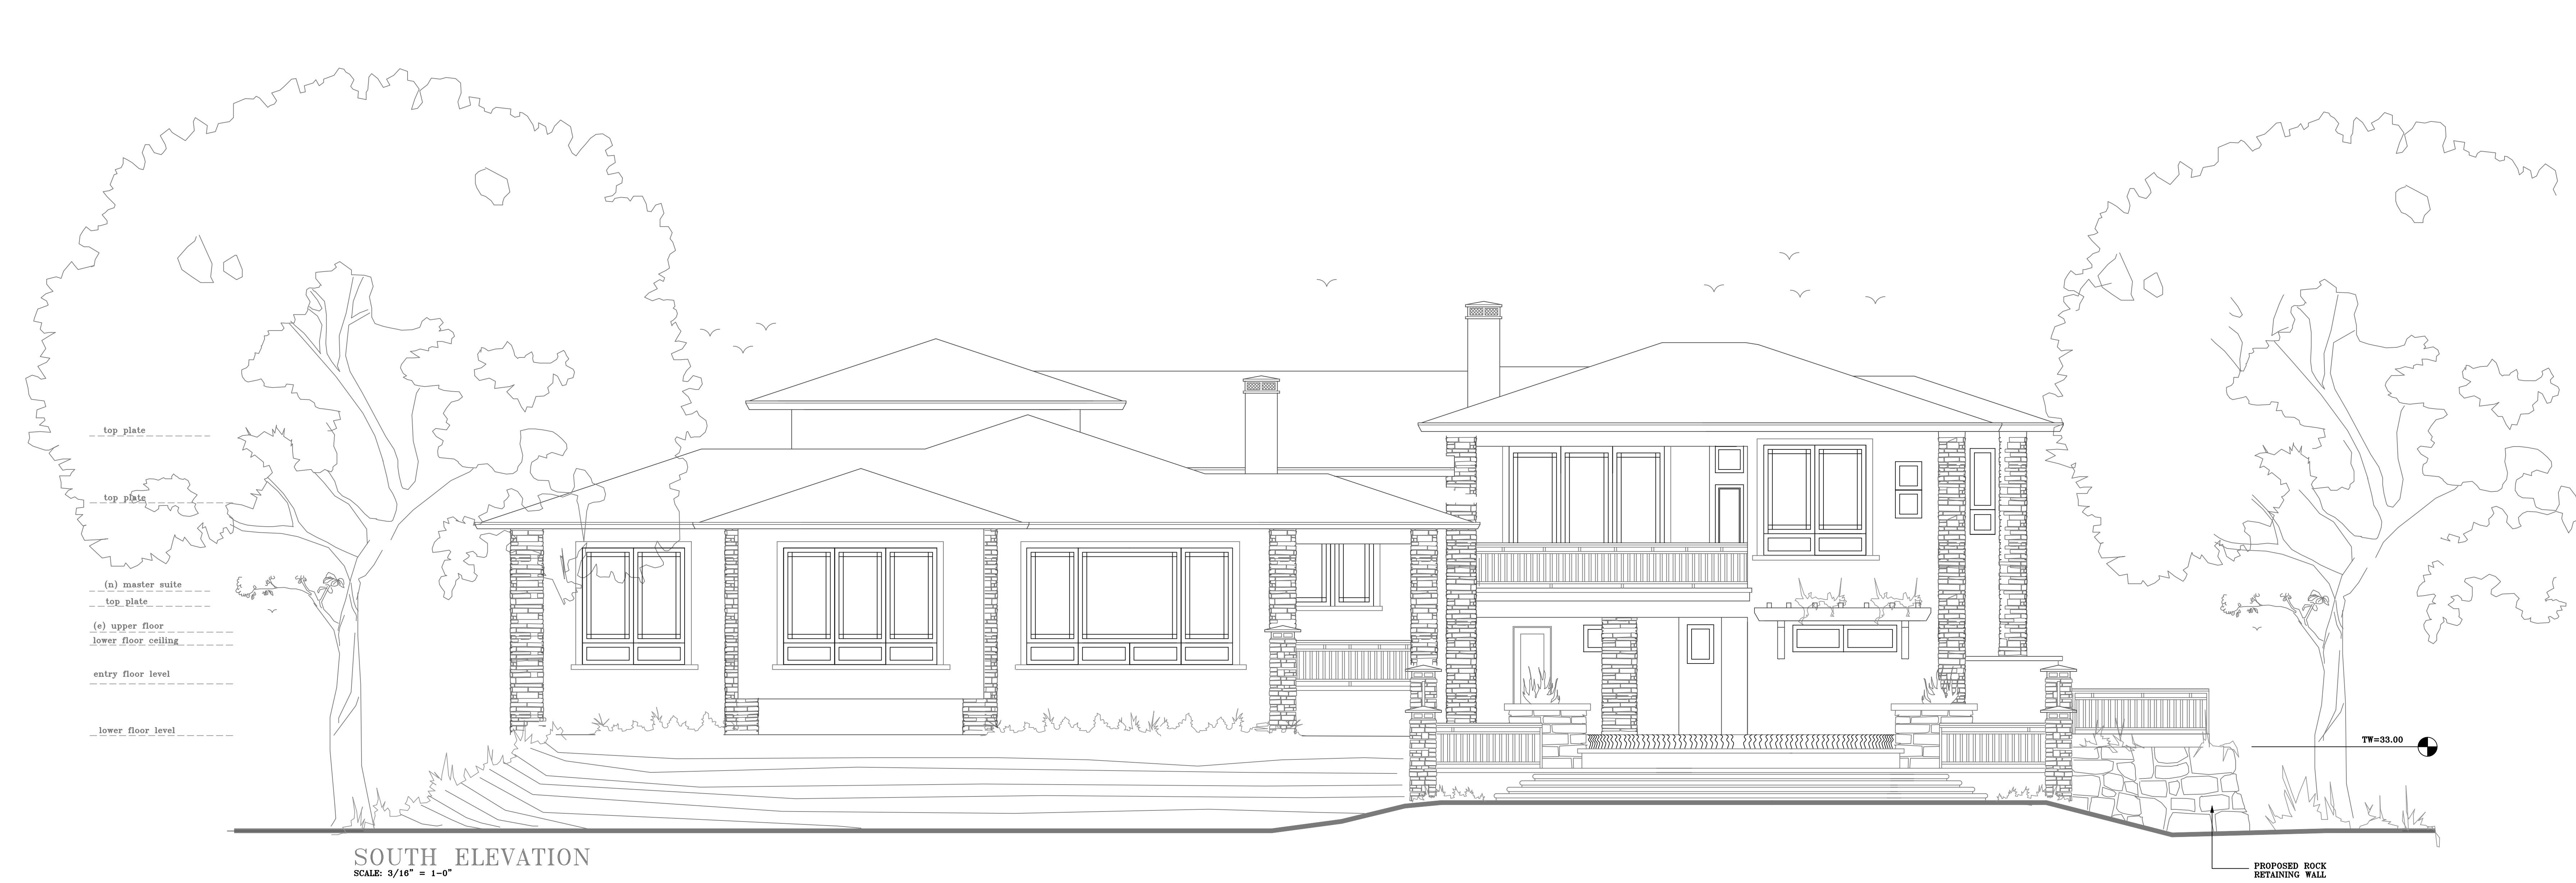 top plate
top plate
(n) master suite
top plate
(e) upper floor
lower floor ceiling
entry floor level
lower floor level
TW=33.00
SOUTH ELEVATION
SCALE: 3/16" = 1-0"
PROPOSED ROCK
RETAINING WALL